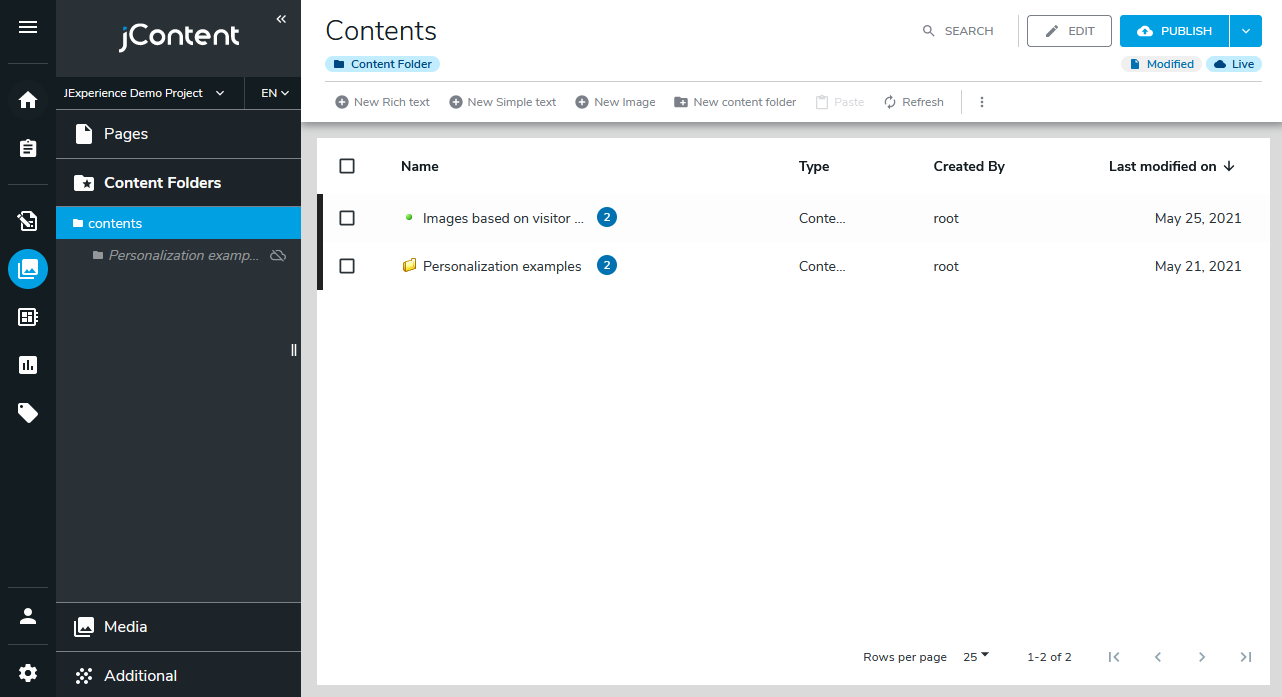 jContent
JExperience Demo Project
EN
Pages
Content Folders
contents
Personalization examp...
Media
Additional
Contents
SEARCH
EDIT
PUBLISH
Content Folder
Modified
Live
New Rich text
New Simple text
New Image
New content folder
Paste
Refresh
Name Type Created By Last modified on
Images based on visitor ... 2 Conte... root May 25, 2021
Personalization examples 2 Conte... root May 21, 2021
Rows per page 25 1-2 of 2